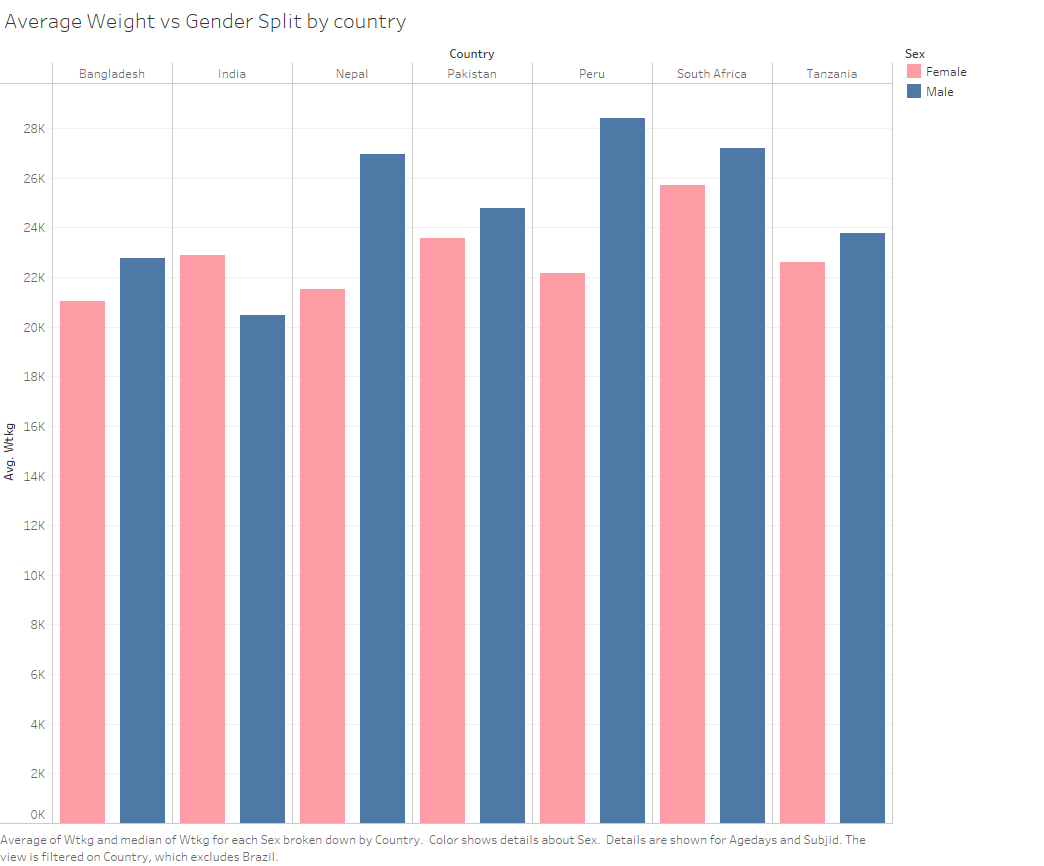 Average Weight vs Gender Split by country
Country
Sex
Bangladesh India Nepal Pakistan Peru South Africa Tanzania
Female
Male
28K
26K
24K
22K
20K
18K
16K
14K
12K
10K
8K
6K
4K
2K
0K
Avg. Wtkg
Average of Wtkg and median of Wtkg for each Sex broken down by Country. Color shows details about Sex. Details are shown for Agedays and Subjid. The
view is filtered on Country, which excludes Brazil.